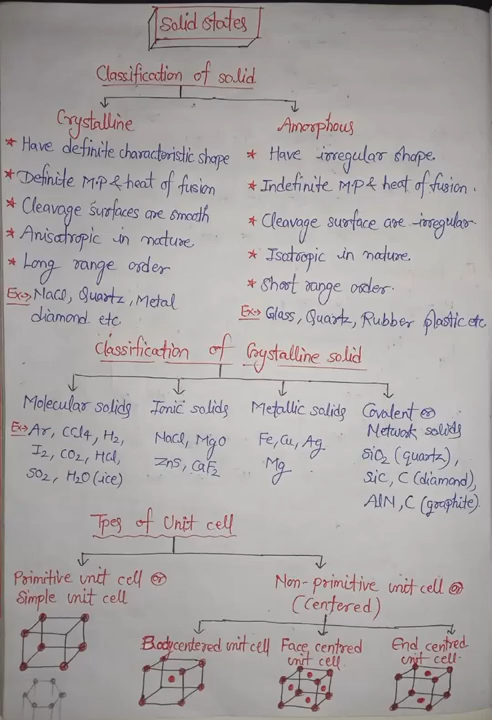 Solid states
Classification of solid
Crystalline
* Have definite characteristic shape
* Definite M.P & heat of fusion
* Cleavage surfaces are smooth
* Anisotropic in nature
* Long range order
Ex→ NaCl, Quartz, Metal
diamond etc
Amorphous
* Have irregular shape.
* Indefinite M.P & heat of fusion.
* Cleavage surface are irregular
* Isotropic in nature.
* Short range order.
Ex→ Glass, Quartz, Rubber plastic etc
Classification of Crystalline solid
Molecular solids
Ex→ Ar, CCl4, H2,
I2, CO2, HCl,
SO2, H2O (ice)
Ionic solids
NaCl, MgO
ZnS, CaF2
Metallic solids
Fe, Cu, Ag
Mg
Covalent or
Network solids
SiO2 (quartz),
SiC, C (diamond),
AlN, C (graphite)
Tpes of Unit cell
Primitive unit cell or
Simple unit cell
Non-primitive unit cell or
(Centered)
Body centered unit cell
Face centred
unit cell.
End centred
unit cell.